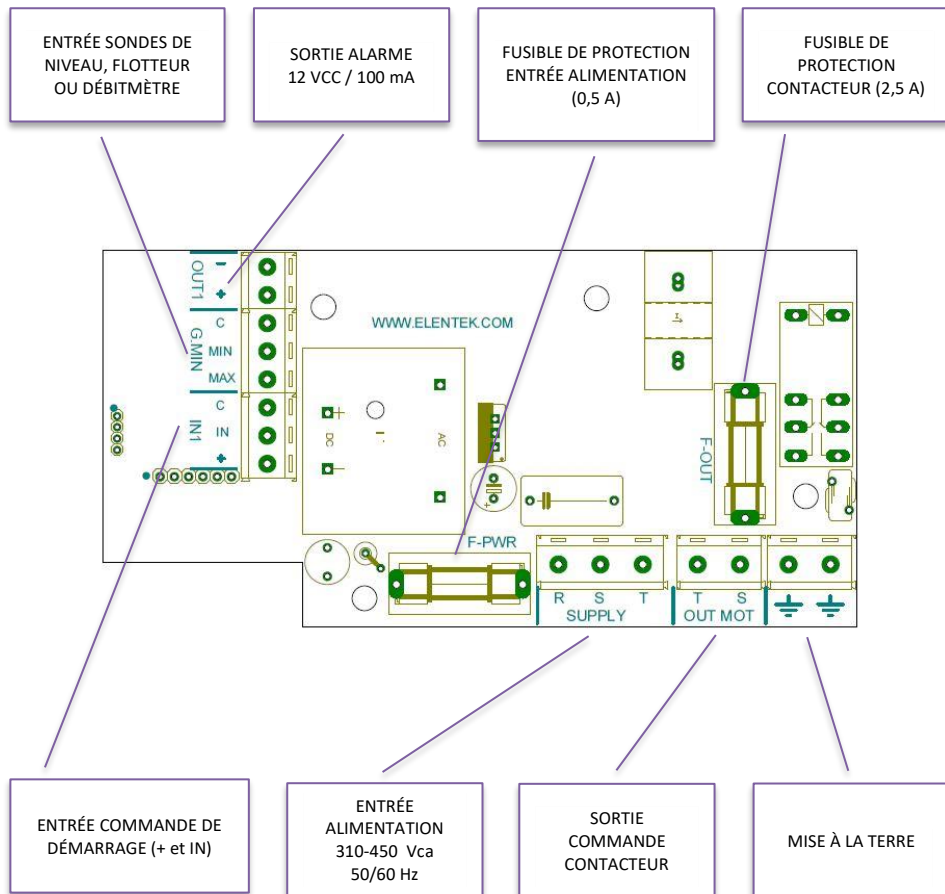 ENTRÉE SONDES DE
NIVEAU, FLOTTEUR
OU DÉBITMÈTRE
SORTIE ALARME
12 VCC / 100 mA
FUSIBLE DE PROTECTION
ENTRÉE ALIMENTATION
(0,5 A)
FUSIBLE DE
PROTECTION
CONTACTEUR (2,5 A)
OUT1
-
+
G.MIN
C
MIN
MAX
IN1
C
IN
+
WWW.ELENTEK.COM
DC
+
-
AC
+
F-OUT
F-PWR
R S T
SUPPLY
T S
OUT MOT
ENTRÉE COMMANDE DE
DÉMARRAGE (+ et IN)
ENTRÉE
ALIMENTATION
310-450 Vca
50/60 Hz
SORTIE
COMMANDE
CONTACTEUR
MISE À LA TERRE